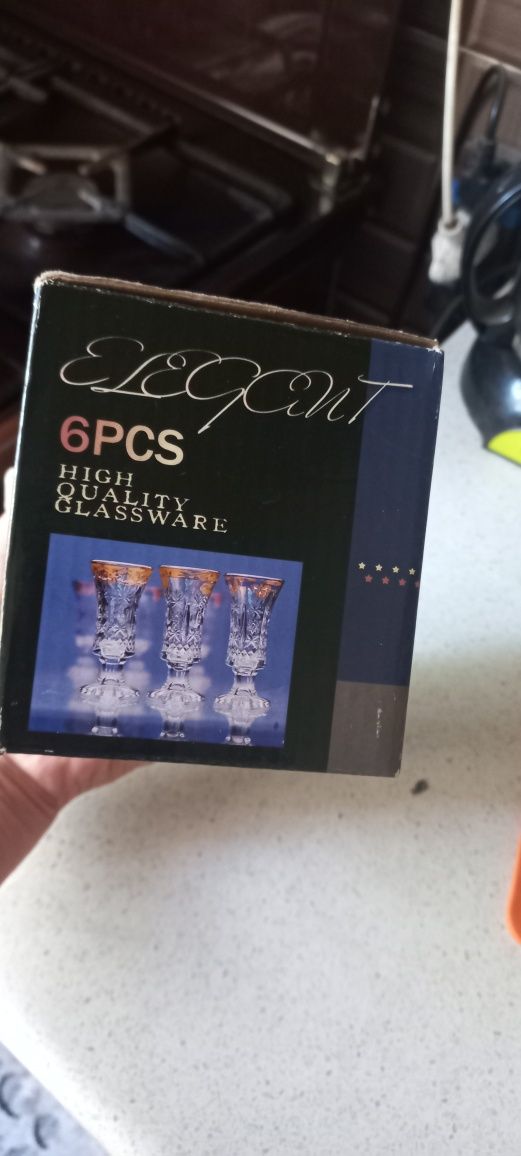 ELEGANT
6PCS
HIGH
QUALITY
GLASSWARE